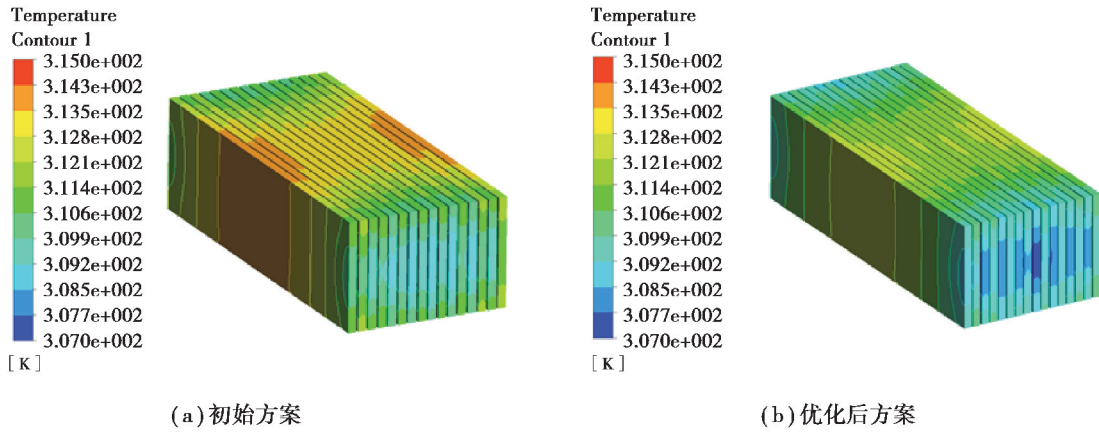 Temperature
Contour 1
3.150e+002
3.143e+002
3.135e+002
3.128e+002
3.121e+002
3.114e+002
3.106e+002
3.099e+002
3.092e+002
3.085e+002
3.077e+002
3.070e+002
[ K ]
(a)初始方案
Temperature
Contour 1
3.150e+002
3.143e+002
3.135e+002
3.128e+002
3.121e+002
3.114e+002
3.106e+002
3.099e+002
3.092e+002
3.085e+002
3.077e+002
3.070e+002
[ K ]
(b)优化后方案